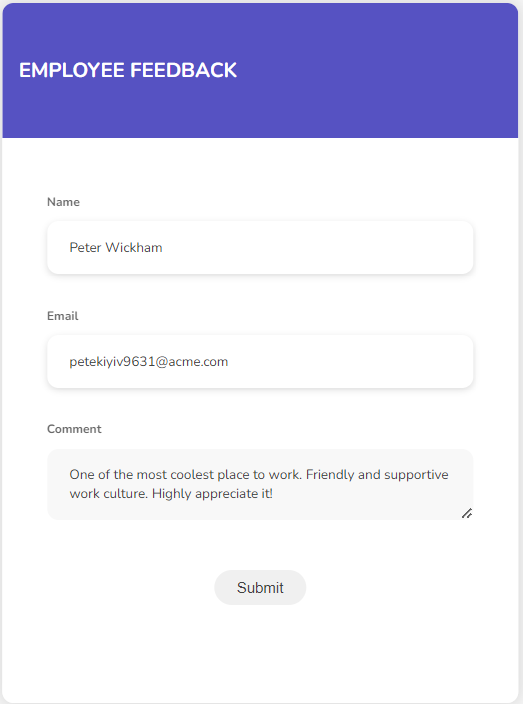 EMPLOYEE FEEDBACK
Name
Peter Wickham
Email
petekiyiv9631@acme.com
Comment
One of the most coolest place to work. Friendly and supportive
work culture. Highly appreciate it!
Submit